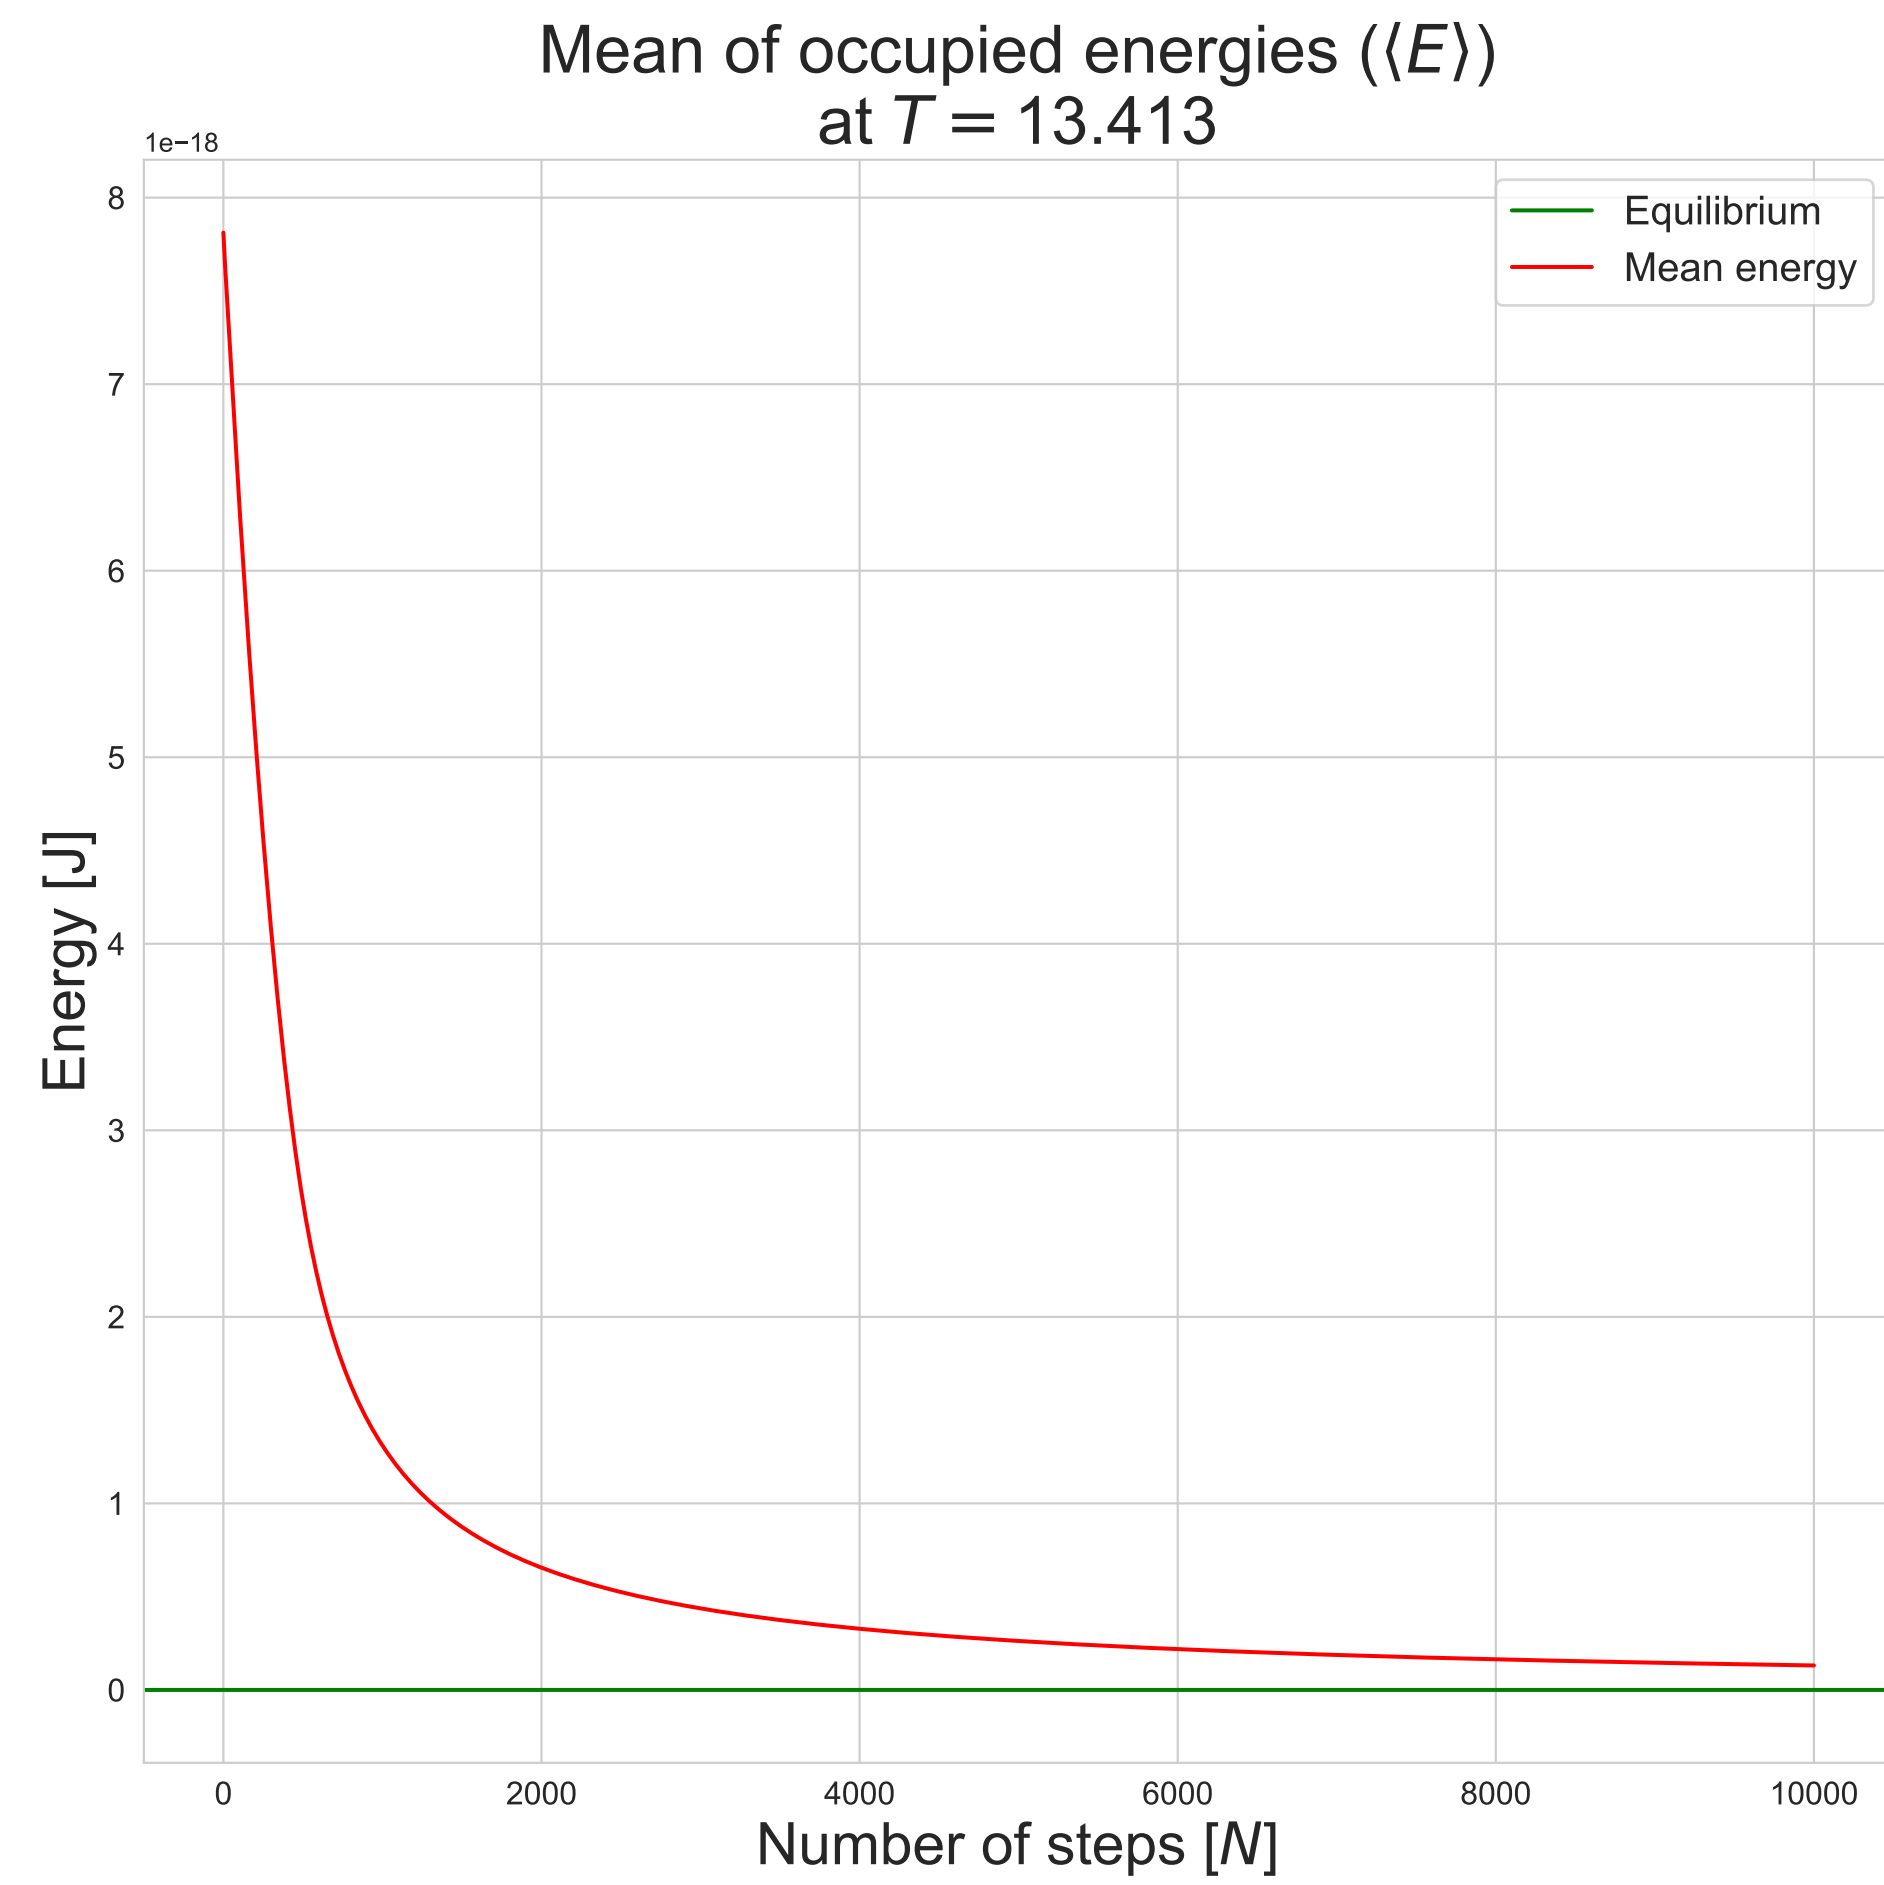 Mean of occupied energies (⟨E⟩)
at T = 13.413
1e−18
Equilibrium
Mean energy
8
7
6
5
4
3
2
1
0
Energy [J]
0 2000 4000 6000 8000 10000
Number of steps [N]